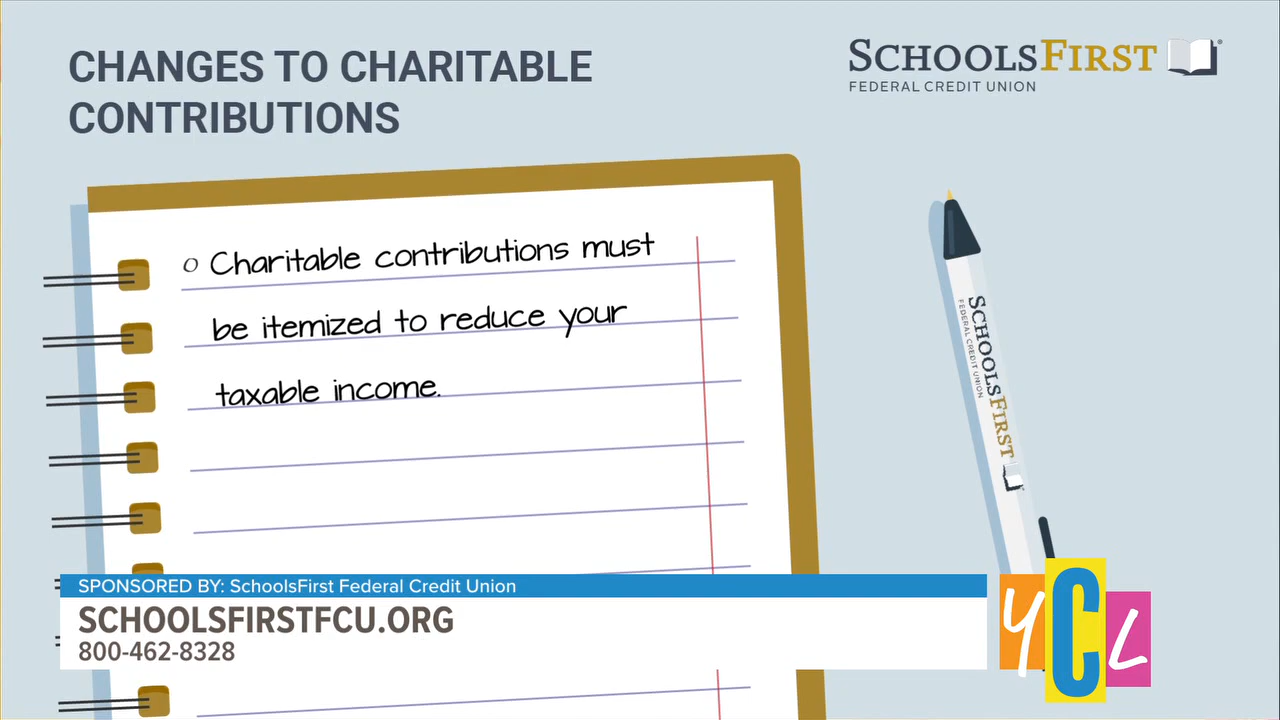 CHANGES TO CHARITABLE
CONTRIBUTIONS
SCHOOLSFIRST®
FEDERAL CREDIT UNION
o Charitable contributions must
be itemized to reduce your
taxable income.
SCHOOLSFIRST
FEDERAL CREDIT UNION
SPONSORED BY: SchoolsFirst Federal Credit Union
SCHOOLSFIRSTFCU.ORG
800-462-8328
YCL